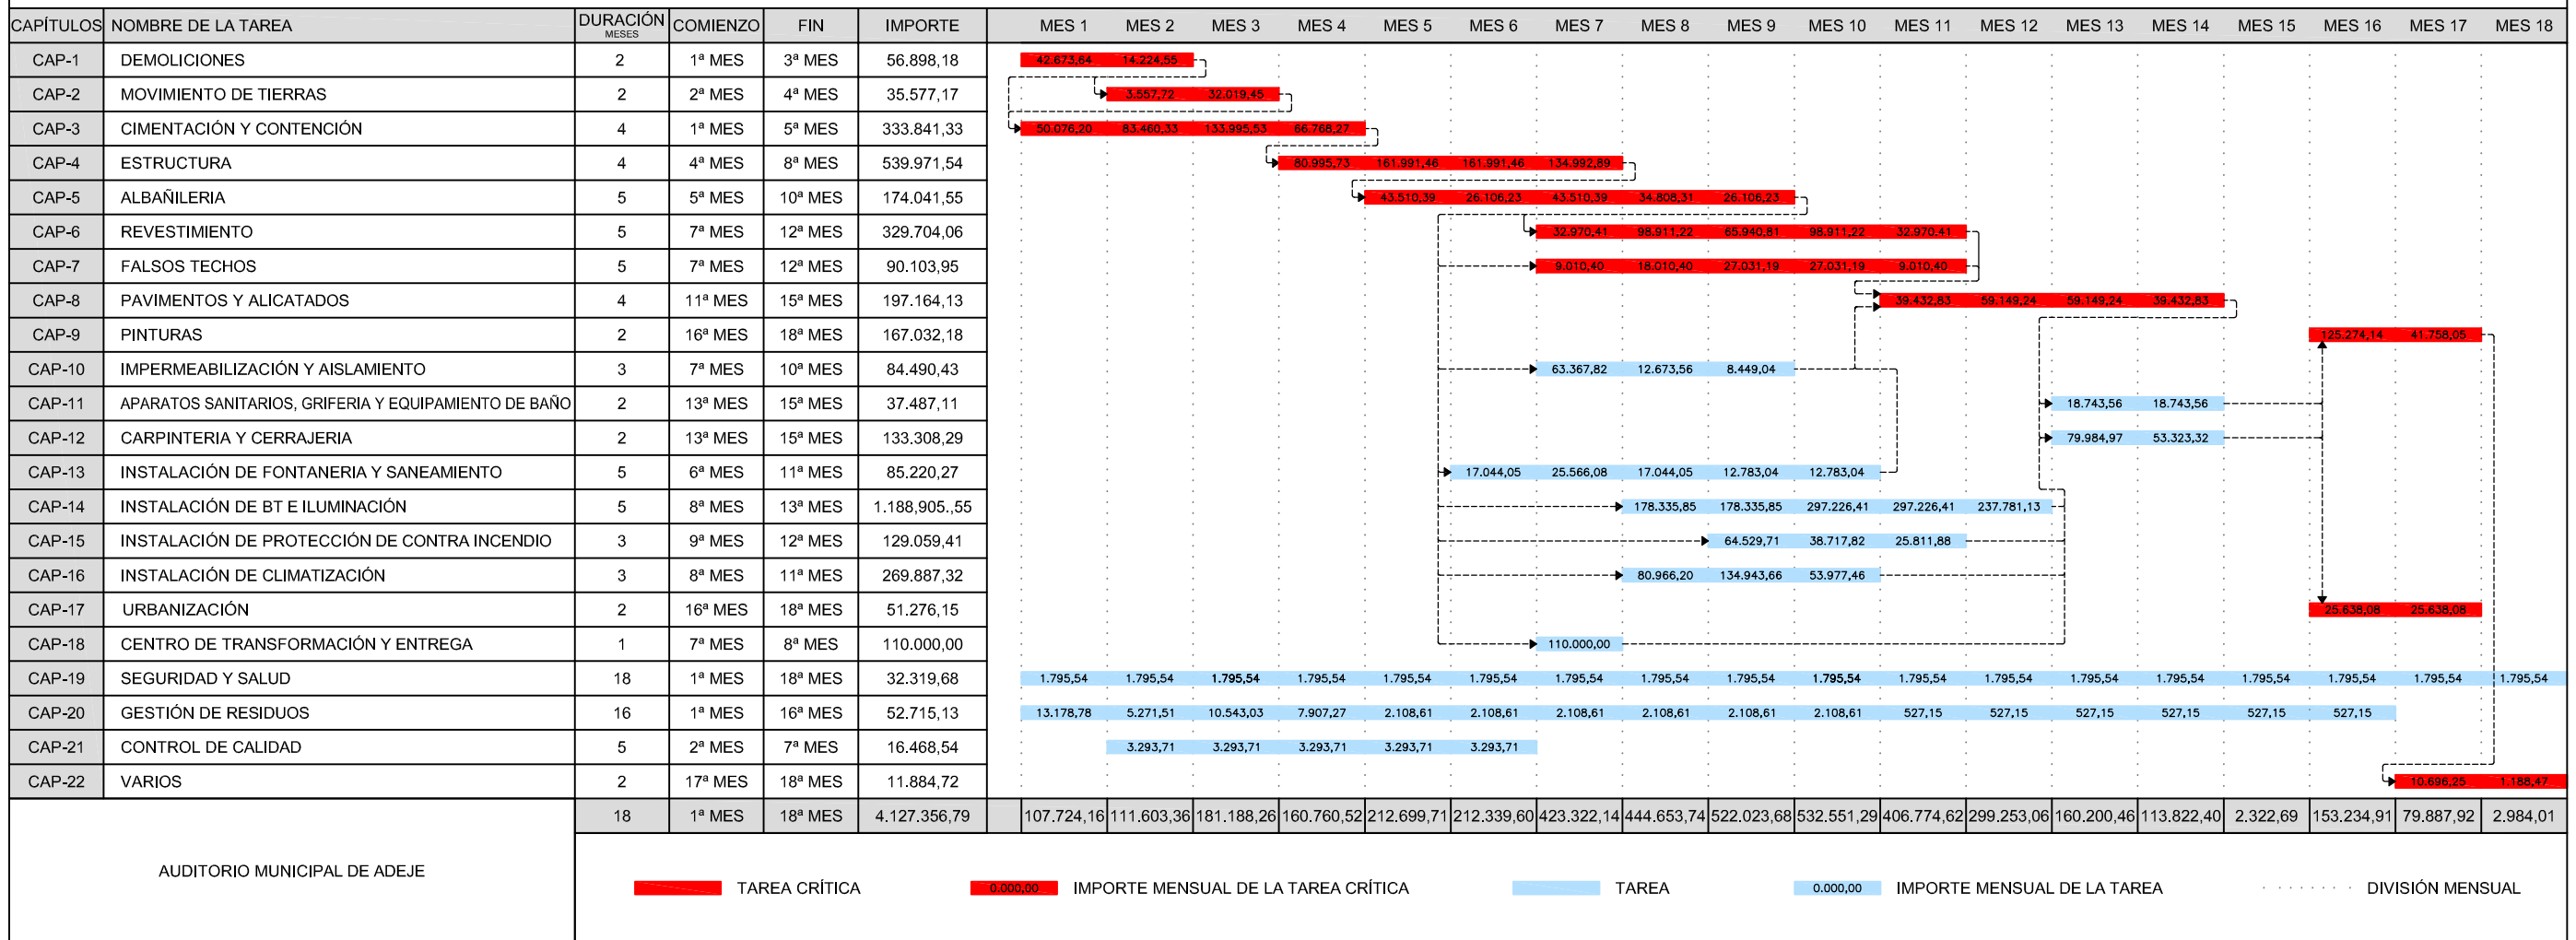 CAPÍTULOS NOMBRE DE LA TAREA DURACIÓN MESES COMIENZO FIN IMPORTE MES 1 MES 2 MES 3 MES 4 MES 5 MES 6 MES 7 MES 8 MES 9 MES 10 MES 11 MES 12 MES 13 MES 14 MES 15 MES 16 MES 17 MES 18
CAP-1 DEMOLICIONES 2 1ª MES 3ª MES 56.898,18 42.673,64 14.224,55
CAP-2 MOVIMIENTO DE TIERRAS 2 2ª MES 4ª MES 35.577,17 3.557,72 32.019,45
CAP-3 CIMENTACIÓN Y CONTENCIÓN 4 1ª MES 5ª MES 333.841,33 50.076,20 83.460,33 133.995,53 66.768,27
CAP-4 ESTRUCTURA 4 4ª MES 8ª MES 539.971,54 80.995,73 161.991,46 161.991,46 134.992,89
CAP-5 ALBAÑILERIA 5 5ª MES 10ª MES 174.041,55 43.510,39 26.106,23 43.510,39 34.808,31 26.106,23
CAP-6 REVESTIMIENTO 5 7ª MES 12ª MES 329.704,06 32.970,41 98.911,22 65.940,81 98.911,22 32.970.41
CAP-7 FALSOS TECHOS 5 7ª MES 12ª MES 90.103,95 9.010,40 18.010,40 27.031,19 27.031,19 9.010,40
CAP-8 PAVIMENTOS Y ALICATADOS 4 11ª MES 15ª MES 197.164,13 39.432,83 59.149,24 59.149,24 39.432,83
CAP-9 PINTURAS 2 16ª MES 18ª MES 167.032,18 125.274,14 41.758,05
CAP-10 IMPERMEABILIZACIÓN Y AISLAMIENTO 3 7ª MES 10ª MES 84.490,43 63.367,82 12.673,56 8.449,04
CAP-11 APARATOS SANITARIOS, GRIFERIA Y EQUIPAMIENTO DE BAÑO 2 13ª MES 15ª MES 37.487,11 18.743,56 18.743,56
CAP-12 CARPINTERIA Y CERRAJERIA 2 13ª MES 15ª MES 133.308,29 79.984,97 53.323,32
CAP-13 INSTALACIÓN DE FONTANERIA Y SANEAMIENTO 5 6ª MES 11ª MES 85.220,27 17.044,05 25.566,08 17.044,05 12.783,04 12.783,04
CAP-14 INSTALACIÓN DE BT E ILUMINACIÓN 5 8ª MES 13ª MES 1.188,905.,55 178.335,85 178.335,85 297.226,41 297.226,41 237.781,13
CAP-15 INSTALACIÓN DE PROTECCIÓN DE CONTRA INCENDIO 3 9ª MES 12ª MES 129.059,41 64.529,71 38.717,82 25.811,88
CAP-16 INSTALACIÓN DE CLIMATIZACIÓN 3 8ª MES 11ª MES 269.887,32 80.966,20 134.943,66 53.977,46
CAP-17 URBANIZACIÓN 2 16ª MES 18ª MES 51.276,15 25.638,08 25.638,08
CAP-18 CENTRO DE TRANSFORMACIÓN Y ENTREGA 1 7ª MES 8ª MES 110.000,00 110.000,00
CAP-19 SEGURIDAD Y SALUD 18 1ª MES 18ª MES 32.319,68 1.795,54 1.795,54 1.795,54 1.795,54 1.795,54 1.795,54 1.795,54 1.795,54 1.795,54 1.795,54 1.795,54 1.795,54 1.795,54 1.795,54 1.795,54 1.795,54 1.795,54 1.795,54
CAP-20 GESTIÓN DE RESIDUOS 16 1ª MES 16ª MES 52.715,13 13.178,78 5.271,51 10.543,03 7.907,27 2.108,61 2.108,61 2.108,61 2.108,61 2.108,61 2.108,61 527,15 527,15 527,15 527,15 527,15 527,15
CAP-21 CONTROL DE CALIDAD 5 2ª MES 7ª MES 16.468,54 3.293,71 3.293,71 3.293,71 3.293,71 3.293,71
CAP-22 VARIOS 2 17ª MES 18ª MES 11.884,72 10.696,25 1.188,47
18 1ª MES 18ª MES 4.127.356,79 107.724,16 111.603,36 181.188,26 160.760,52 212.699,71 212.339,60 423.322,14 444.653,74 522.023,68 532.551,29 406.774,62 299.253,06 160.200,46 113.822,40 2.322,69 153.234,91 79.887,92 2.984,01
AUDITORIO MUNICIPAL DE ADEJE
TAREA CRÍTICA 0.000,00 IMPORTE MENSUAL DE LA TAREA CRÍTICA TAREA 0.000,00 IMPORTE MENSUAL DE LA TAREA DIVISIÓN MENSUAL